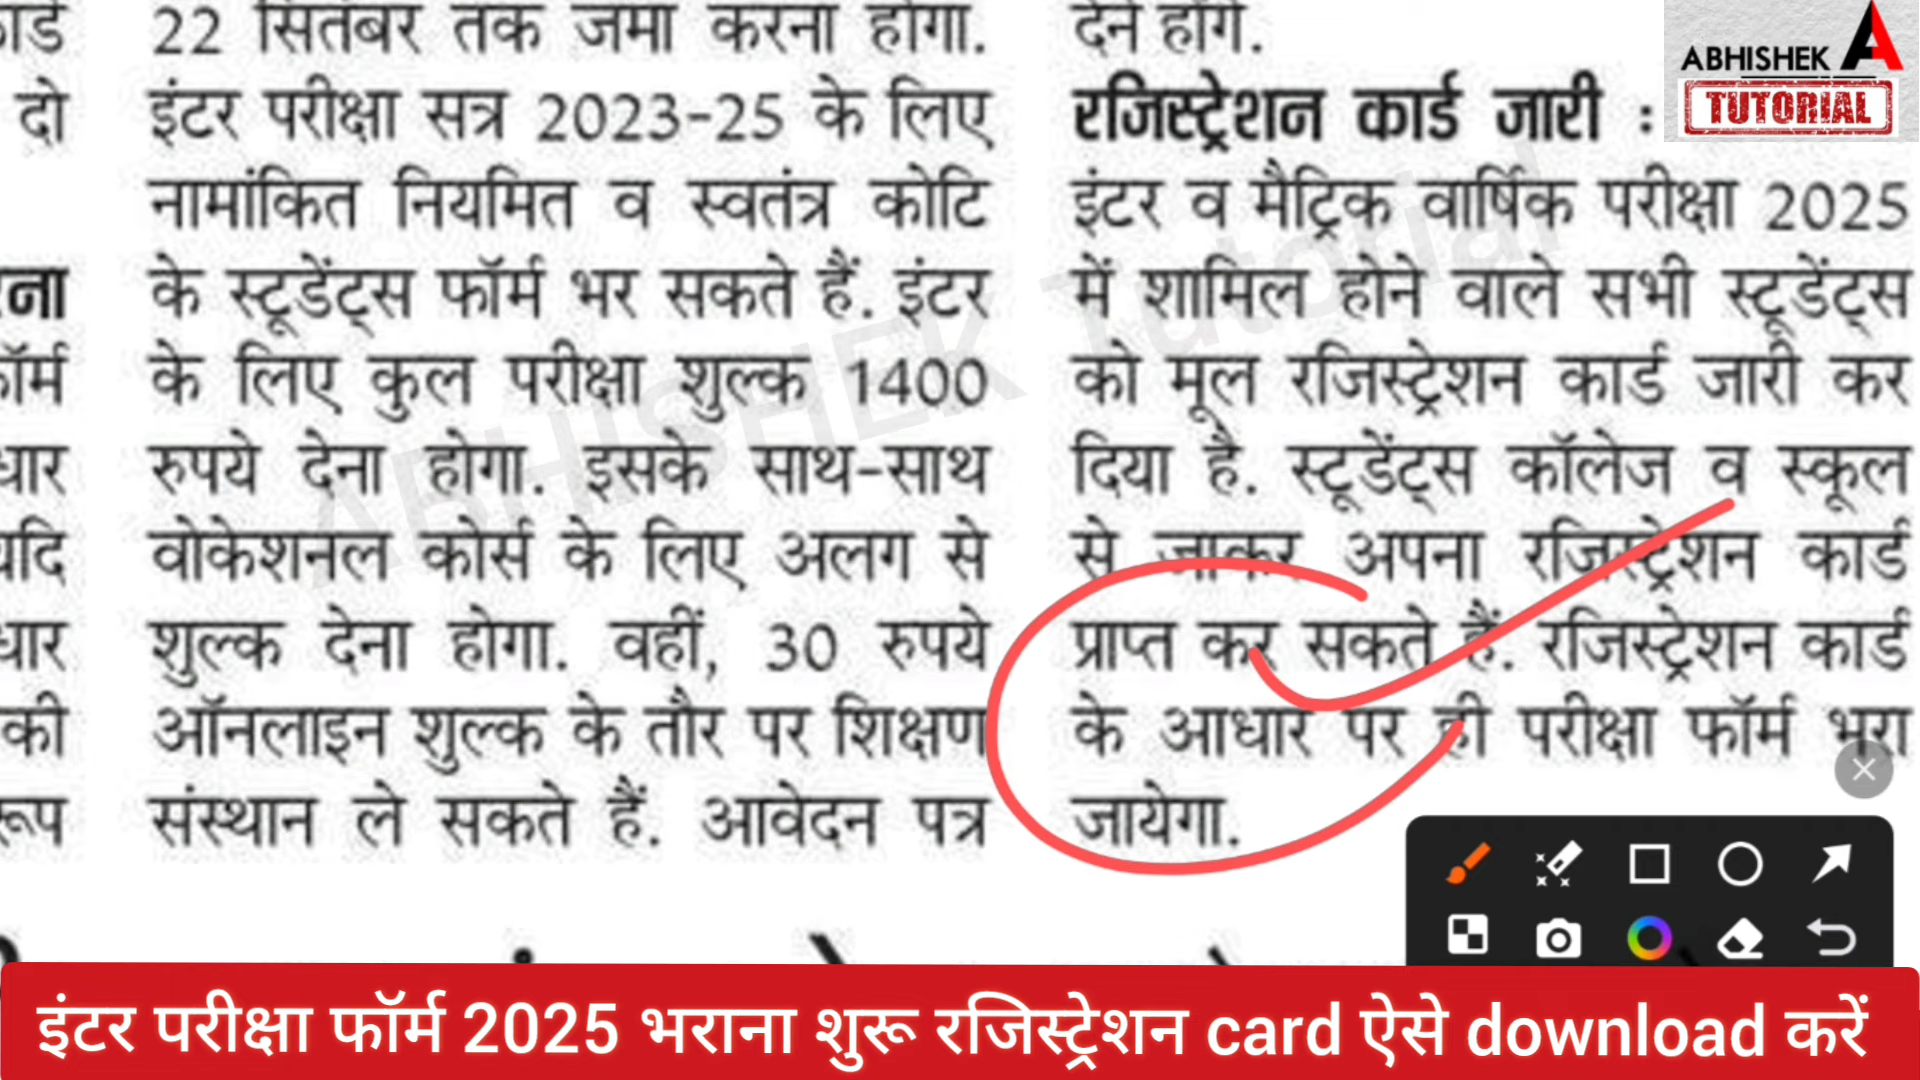 दो
22 सितंबर तक जमा करना होगा.
इंटर परीक्षा सत्र 2023-25 के लिए
नामांकित नियमित व स्वतंत्र कोटि
के स्टूडेंट्स फॉर्म भर सकते हैं. इंटर
के लिए कुल परीक्षा शुल्क 1400
रुपये देना होगा. इसके साथ-साथ
वोकेशनल कोर्स के लिए अलग से
शुल्क देना होगा. वहीं, 30 रुपये
ऑनलाइन शुल्क के तौर पर शिक्षण
संस्थान ले सकते हैं. आवेदन पत्र
देने होंगे.
रजिस्ट्रेशन कार्ड जारी :
इंटर व मैट्रिक वार्षिक परीक्षा 2025
में शामिल होने वाले सभी स्टूडेंट्स
को मूल रजिस्ट्रेशन कार्ड जारी कर
दिया है. स्टूडेंट्स कॉलेज व स्कूल
से जाकर अपना रजिस्ट्रेशन कार्ड
प्राप्त कर सकते हैं. रजिस्ट्रेशन कार्ड
के आधार पर ही परीक्षा फॉर्म भरा
जायेगा.
ABHISHEK Tutorial
ABHISHEK
TUTORIAL
इंटर परीक्षा फॉर्म 2025 भराना शुरू रजिस्ट्रेशन card ऐसे download करें